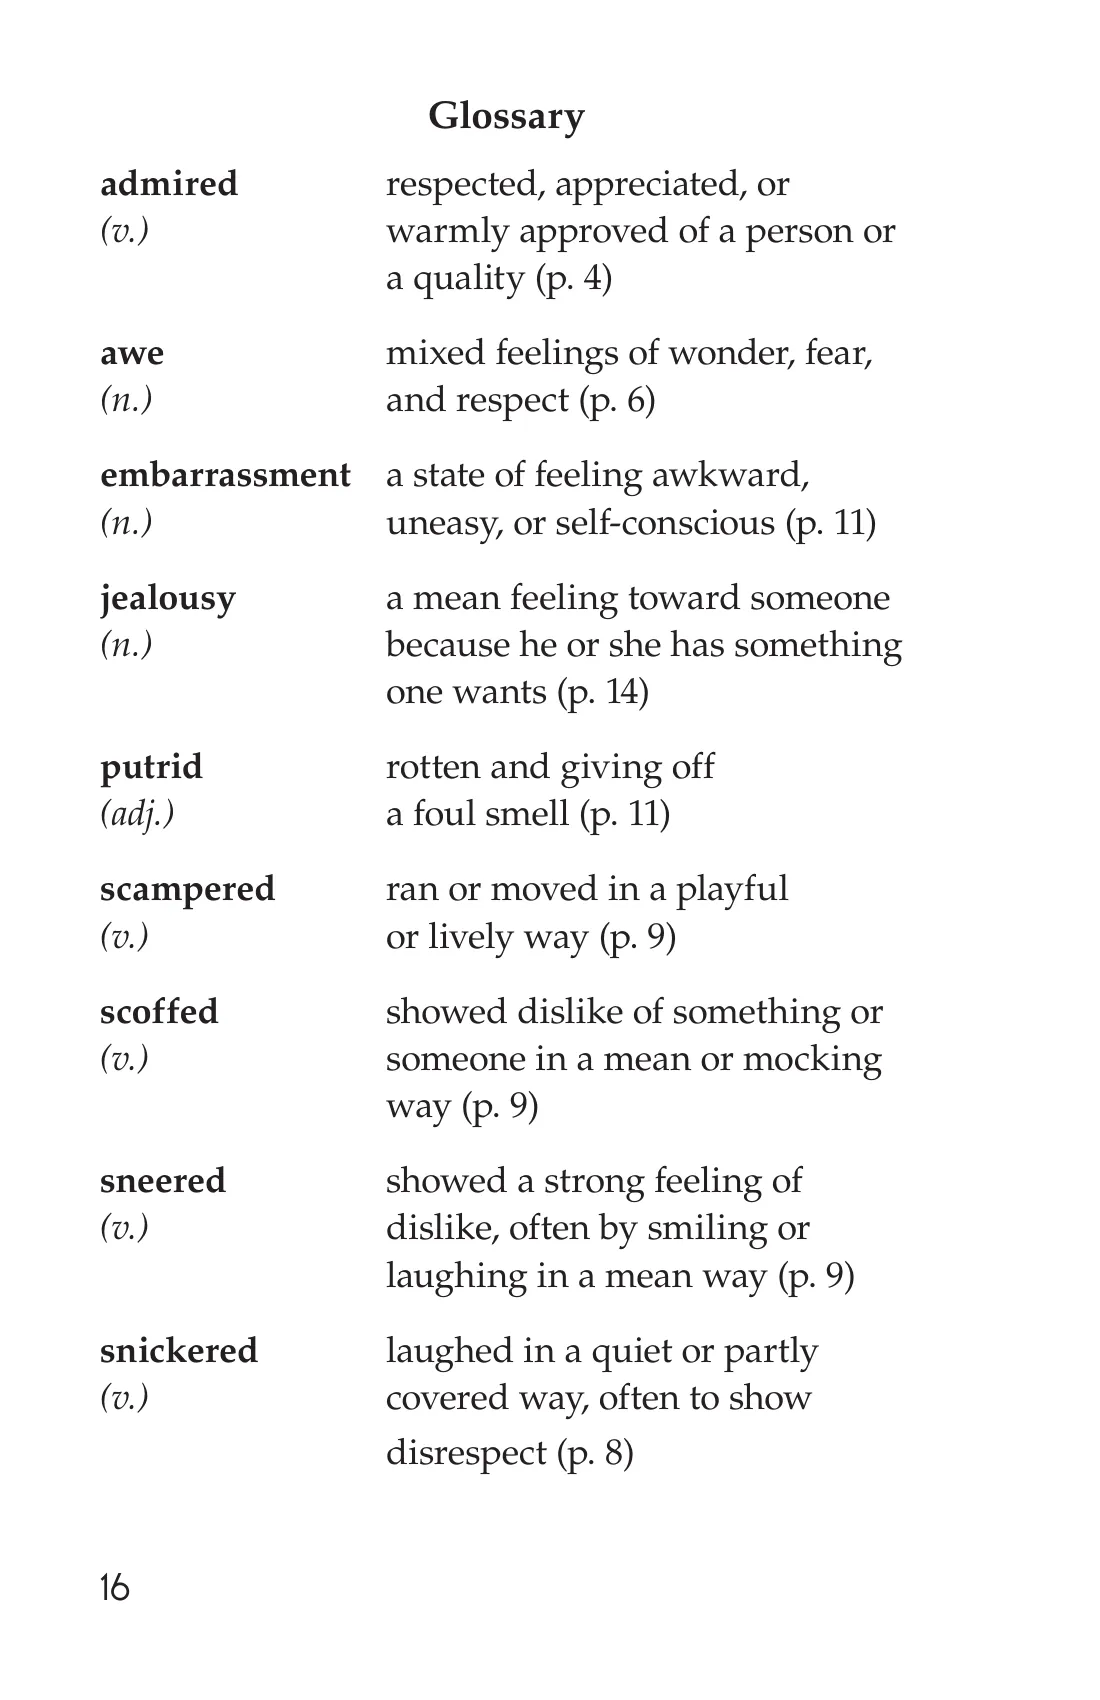 Glossary
admired respected, appreciated, or
(v.) warmly approved of a person or
a quality (p. 4)
awe mixed feelings of wonder, fear,
(n.) and respect (p. 6)
embarrassment a state of feeling awkward,
(n.) uneasy, or self-conscious (p. 11)
jealousy a mean feeling toward someone
(n.) because he or she has something
one wants (p. 14)
putrid rotten and giving off
(adj.) a foul smell (p. 11)
scampered ran or moved in a playful
(v.) or lively way (p. 9)
scoffed showed dislike of something or
(v.) someone in a mean or mocking
way (p. 9)
sneered showed a strong feeling of
(v.) dislike, often by smiling or
laughing in a mean way (p. 9)
snickered laughed in a quiet or partly
(v.) covered way, often to show
disrespect (p. 8)
16